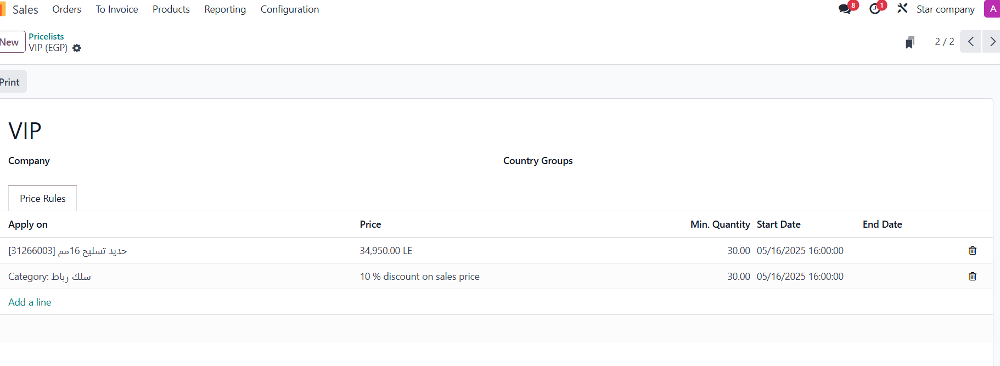 Sales Orders To Invoice Products Reporting Configuration 8 1 Star company A
New Pricelists
VIP (EGP) 2 / 2
Print
VIP
Company Country Groups
Price Rules
Apply on Price Min. Quantity Start Date End Date
[31266003] حديد تسليح 16مم 34,950.00 LE 30.00 05/16/2025 16:00:00
Category: سلك رباط 10 % discount on sales price 30.00 05/16/2025 16:00:00
Add a line